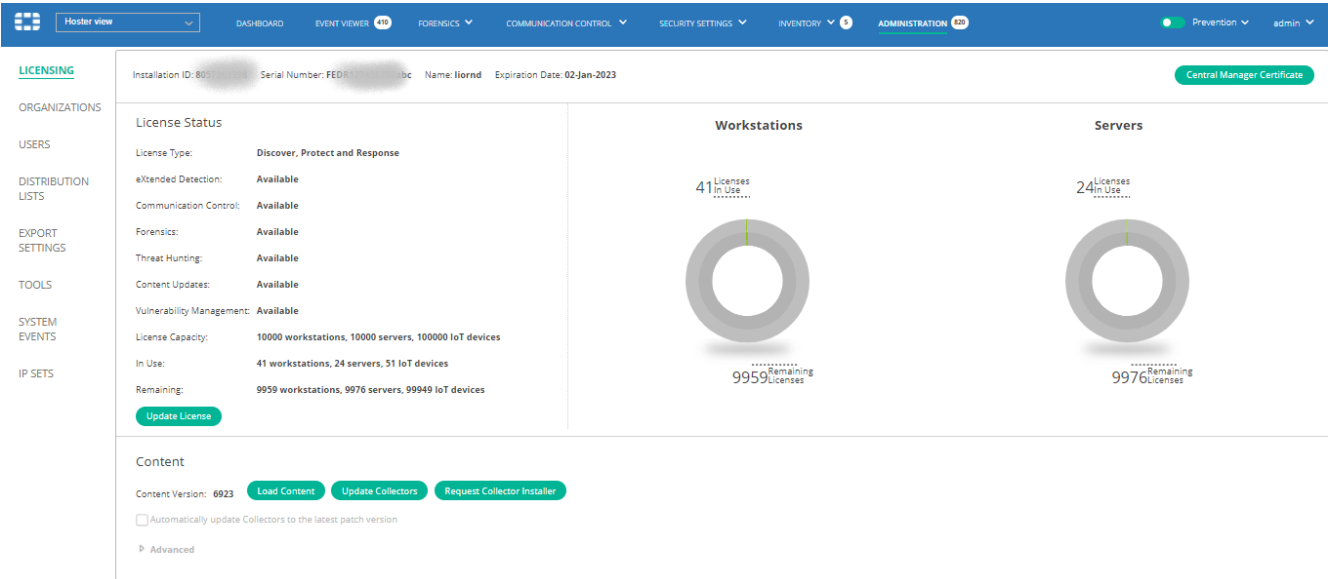 Hoster view
DASHBOARD
EVENT VIEWER 410
FORENSICS
COMMUNICATION CONTROL
SECURITY SETTINGS
INVENTORY 5
ADMINISTRATION 820
Prevention
admin
LICENSING
ORGANIZATIONS
USERS
DISTRIBUTION
LISTS
EXPORT
SETTINGS
TOOLS
SYSTEM
EVENTS
IP SETS
Installation ID: Serial Number: Name: liornd Expiration Date: 02-Jan-2023
Central Manager Certificate
License Status
License Type: Discover, Protect and Response
eXtended Detection: Available
Communication Control: Available
Forensics: Available
Threat Hunting: Available
Content Updates: Available
Vulnerability Management: Available
License Capacity: 10000 workstations, 10000 servers, 100000 IoT devices
In Use: 41 workstations, 24 servers, 51 IoT devices
Remaining: 9959 workstations, 9976 servers, 99949 IoT devices
Update License
Workstations
41 Licenses
In Use
9959 Remaining
Licenses
Servers
24 Licenses
In Use
9976 Remaining
Licenses
Content
Content Version: 6923 Load Content Update Collectors Request Collector Installer
Automatically update Collectors to the latest patch version
Advanced